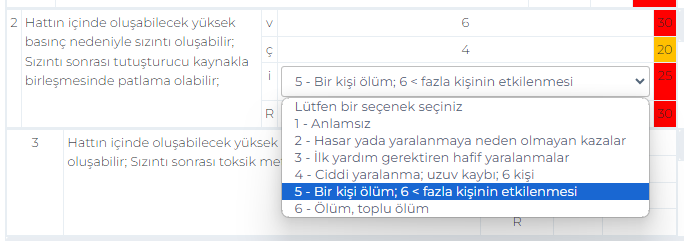 2 Hattın içinde oluşabilecek yüksek v 6 30
basınç nedeniyle sızıntı oluşabilir; ç 4 20
Sızıntı sonrası tutuşturucu kaynakla
birleşmesinde patlama olabilir; i 5 - Bir kişi ölüm; 6 < fazla kişinin etkilenmesi 25
R 30
Lütfen bir seçenek seçiniz
1 - Anlamsız
2 - Hasar yada yaralanmaya neden olmayan kazalar
3 - İlk yardım gerektiren hafif yaralanmalar
4 - Ciddi yaralanma; uzuv kaybı; 6 kişi
5 - Bir kişi ölüm; 6 < fazla kişinin etkilenmesi
6 - Ölüm, toplu ölüm
3 Hattın içinde oluşabilecek yüksek
oluşabilir; Sızıntı sonrası toksik
R